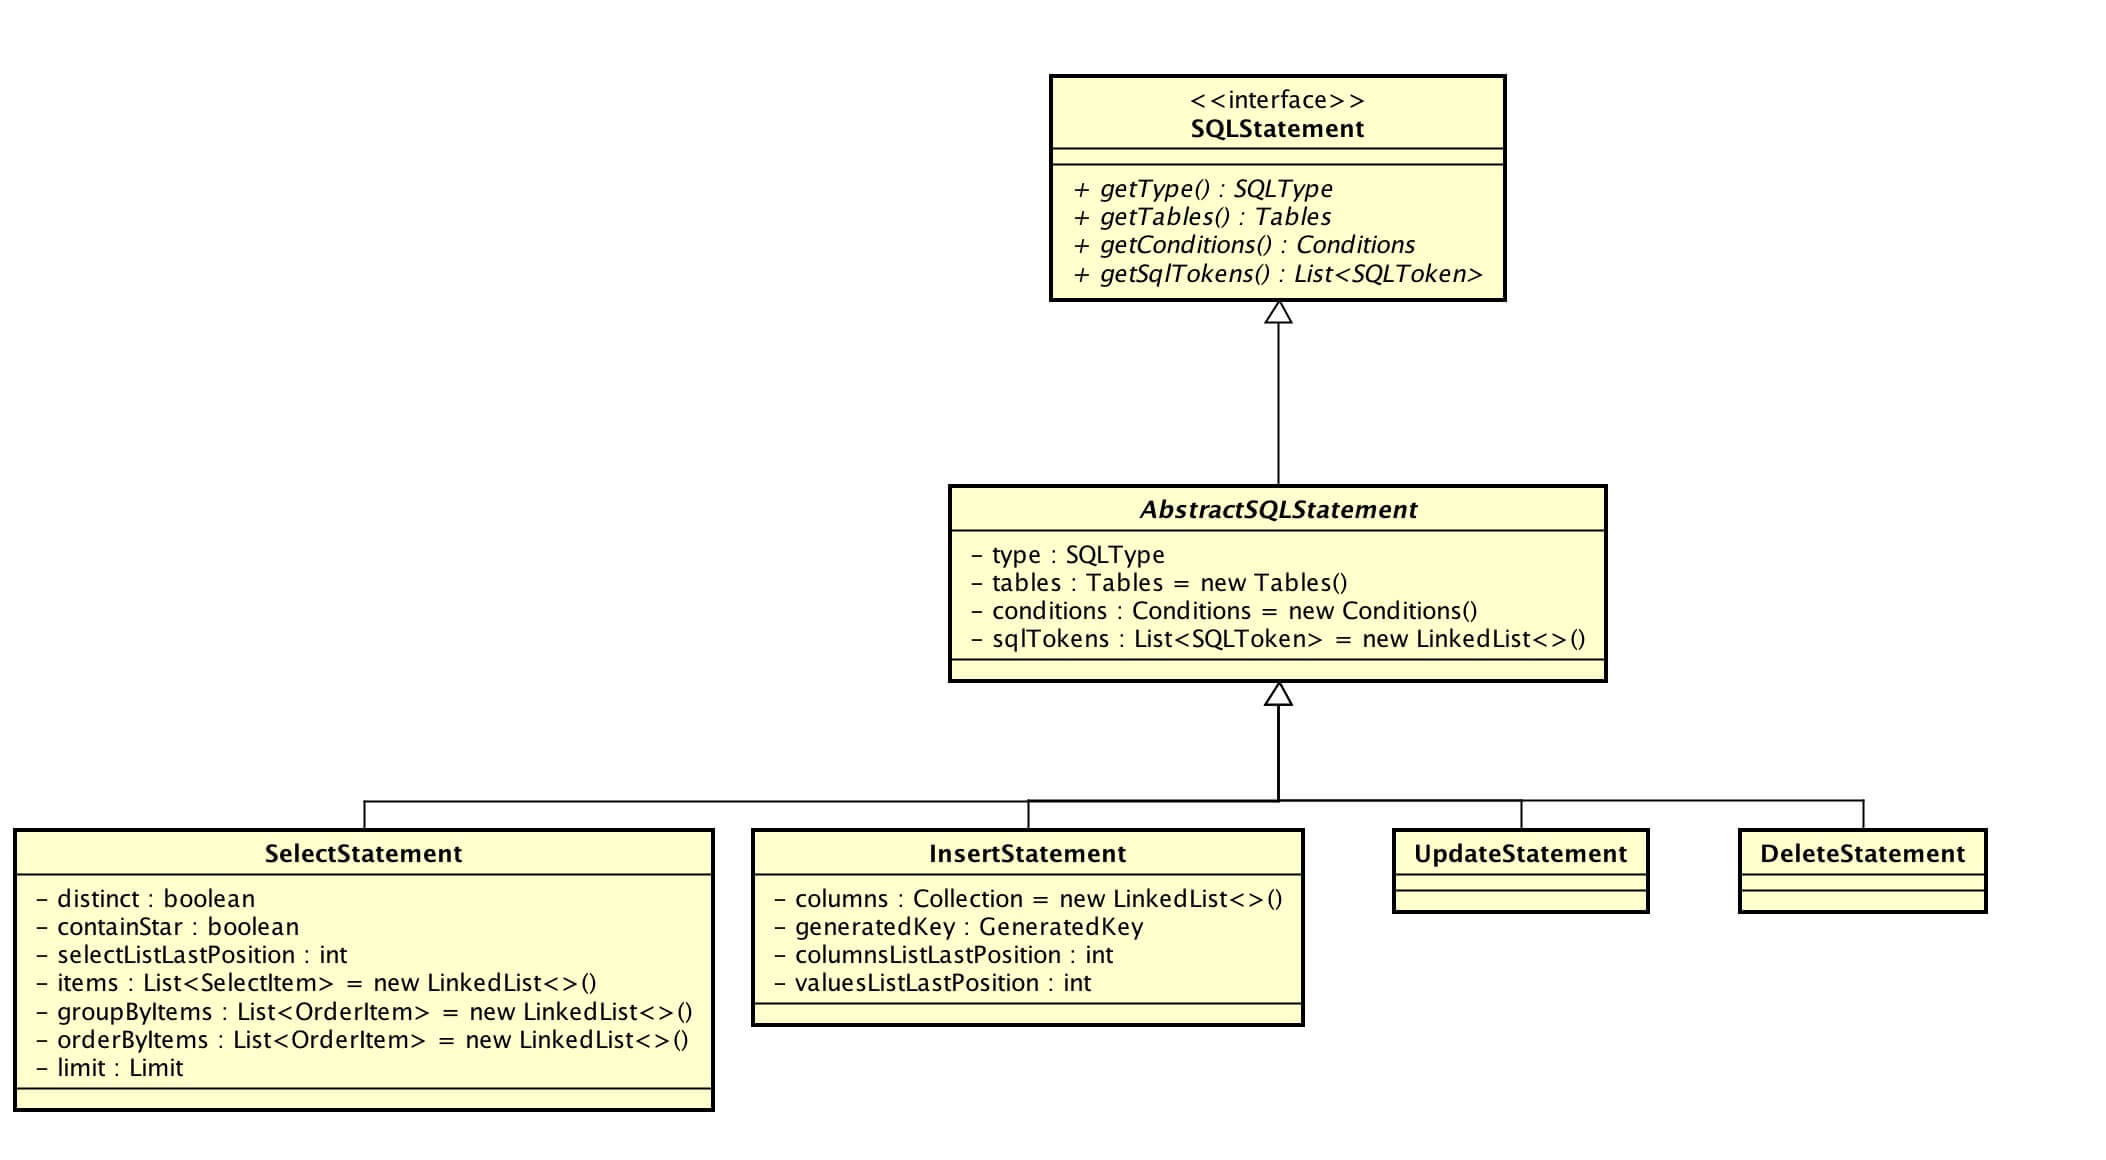 <<interface>>
SQLStatement
+ getType() : SQLType
+ getTables() : Tables
+ getConditions() : Conditions
+ getSqlTokens() : List<SQLToken>
AbstractSQLStatement
- type : SQLType
- tables : Tables = new Tables()
- conditions : Conditions = new Conditions()
- sqlTokens : List<SQLToken> = new LinkedList<>()
SelectStatement
- distinct : boolean
- containStar : boolean
- selectListLastPosition : int
- items : List<SelectItem> = new LinkedList<>()
- groupByItems : List<OrderItem> = new LinkedList<>()
- orderByItems : List<OrderItem> = new LinkedList<>()
- limit : Limit
InsertStatement
- columns : Collection = new LinkedList<>()
- generatedKey : GeneratedKey
- columnsListLastPosition : int
- valuesListLastPosition : int
UpdateStatement
DeleteStatement